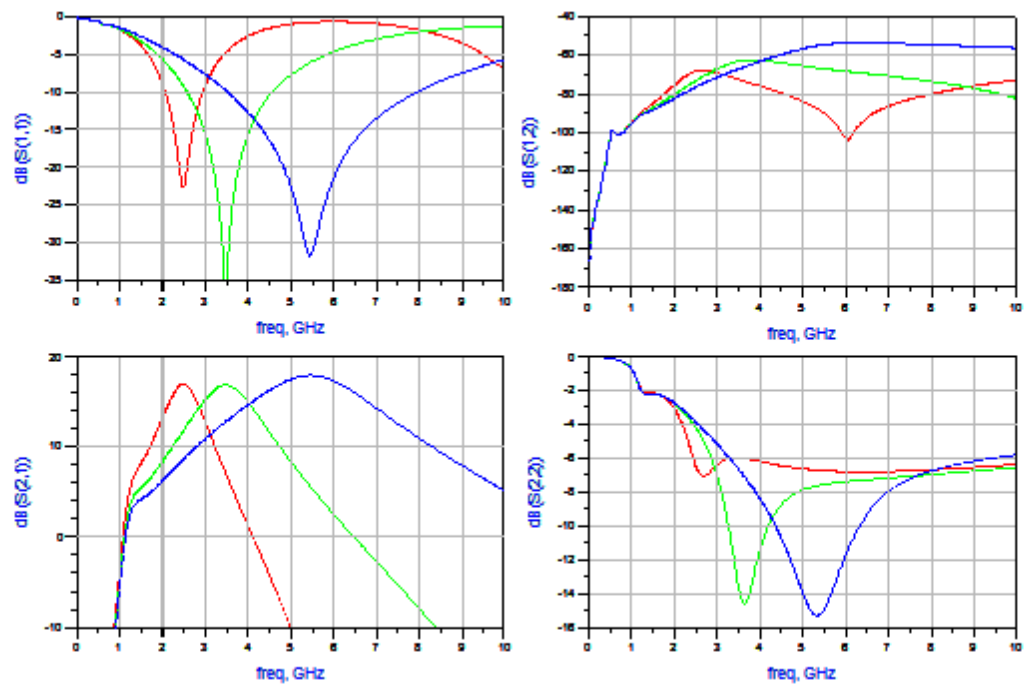 dB(S(1,1))
0
-5
-10
-15
-20
-25
-30
-35
0 1 2 3 4 5 6 7 8 9 10
freq, GHz
dB(S(1,2))
-40
-60
-80
-100
-120
-140
-160
-180
0 1 2 3 4 5 6 7 8 9 10
freq, GHz
dB(S(2,1))
20
10
0
-10
0 1 2 3 4 5 6 7 8 9 10
freq, GHz
dB(S(2,2))
0
-2
-4
-6
-8
-10
-12
-14
-16
0 1 2 3 4 5 6 7 8 9 10
freq, GHz